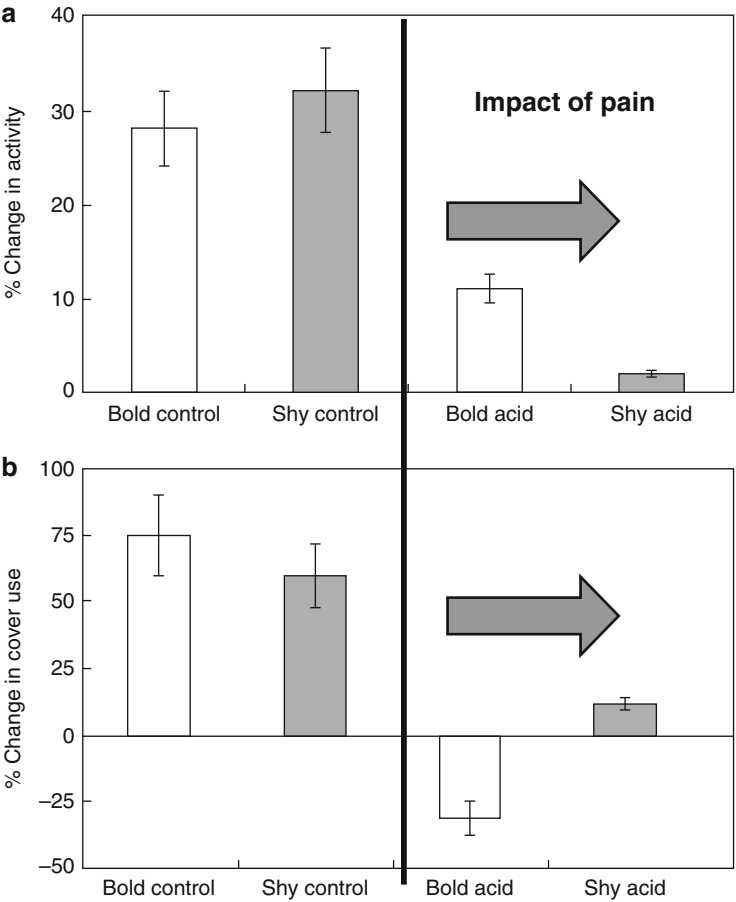 a
% Change in activity
40
30
20
10
0
Impact of pain
Bold control Shy control Bold acid Shy acid
b
% Change in cover use
100
75
50
25
0
–25
–50
Bold control Shy control Bold acid Shy acid